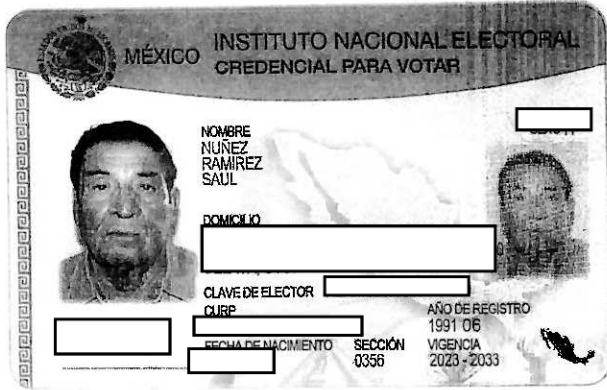 MÉXICO
INSTITUTO NACIONAL ELECTORAL
CREDENCIAL PARA VOTAR
NOMBRE
NUÑEZ
RAMIREZ
SAUL
DOMICILIO
CLAVE DE ELECTOR
CURP
AÑO DE REGISTRO
1991 06
FECHA DE NACIMIENTO
SECCIÓN
0356
VIGENCIA
2023 - 2033